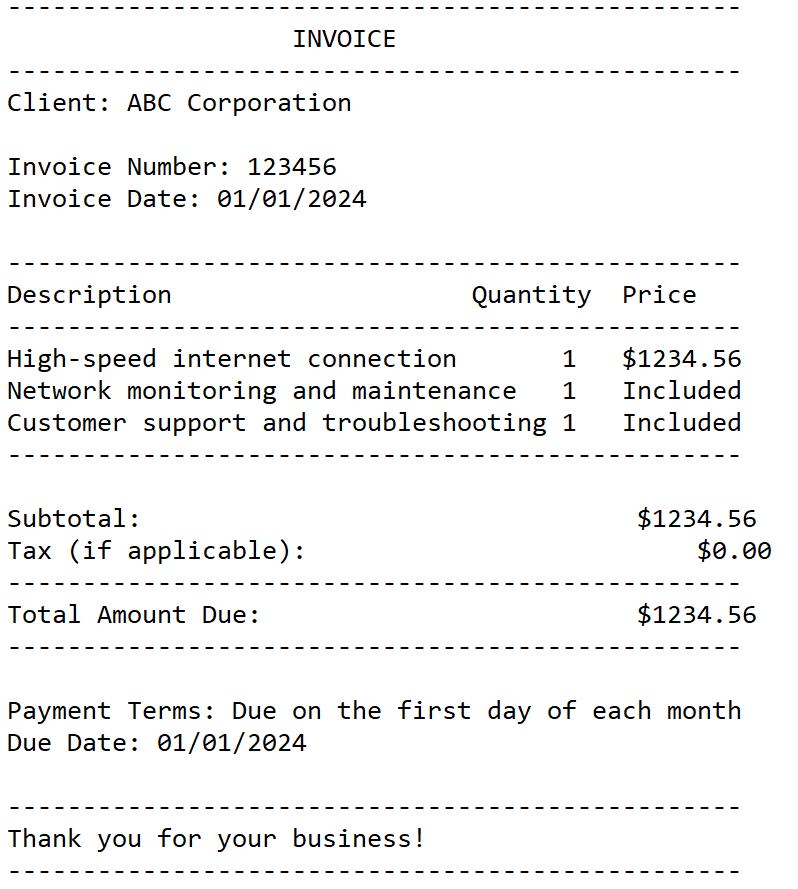 --------------------------------------------------
INVOICE
--------------------------------------------------
Client: ABC Corporation
Invoice Number: 123456
Invoice Date: 01/01/2024
--------------------------------------------------
Description Quantity Price
--------------------------------------------------
High-speed internet connection 1 $1234.56
Network monitoring and maintenance 1 Included
Customer support and troubleshooting 1 Included
--------------------------------------------------
Subtotal: $1234.56
Tax (if applicable): $0.00
--------------------------------------------------
Total Amount Due: $1234.56
--------------------------------------------------
Payment Terms: Due on the first day of each month
Due Date: 01/01/2024
--------------------------------------------------
Thank you for your business!
--------------------------------------------------